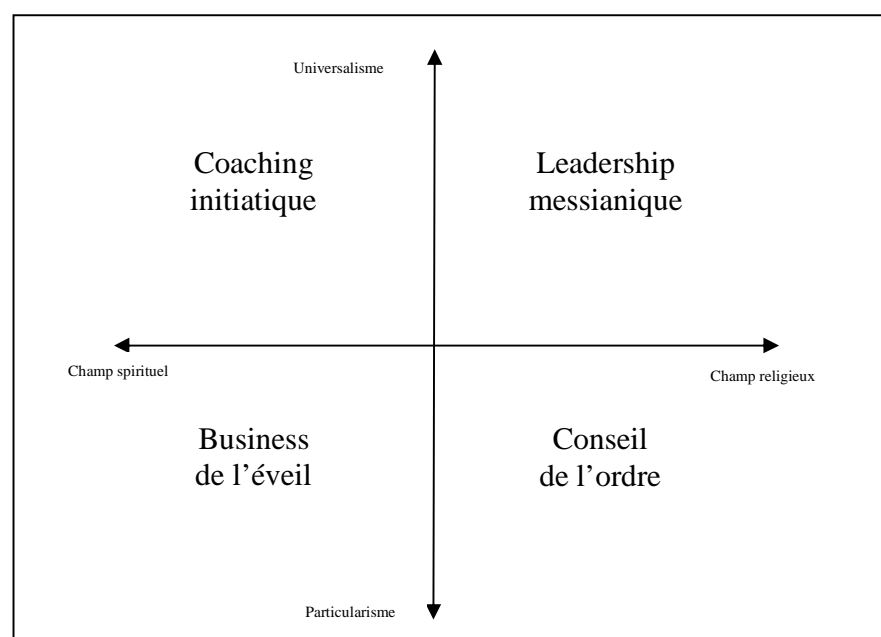 Universalisme
Coaching
initiatique
Leadership
messianique
Champ spirituel
Champ religieux
Business
de l’éveil
Conseil
de l’ordre
Particularisme